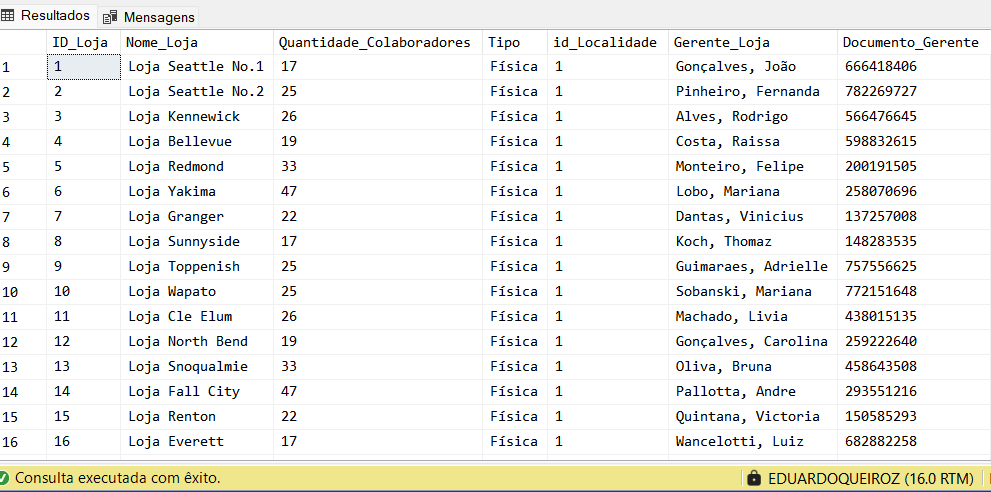 Resultados Mensagens
ID_Loja Nome_Loja Quantidade_Colaboradores Tipo id_Localidade Gerente_Loja Documento_Gerente
1 1 Loja Seattle No.1 17 Física 1 Gonçalves, João 666418406
2 2 Loja Seattle No.2 25 Física 1 Pinheiro, Fernanda 782269727
3 3 Loja Kennewick 26 Física 1 Alves, Rodrigo 566476645
4 4 Loja Bellevue 19 Física 1 Costa, Raissa 598832615
5 5 Loja Redmond 33 Física 1 Monteiro, Felipe 200191505
6 6 Loja Yakima 47 Física 1 Lobo, Mariana 258070696
7 7 Loja Granger 22 Física 1 Dantas, Vinicius 137257008
8 8 Loja Sunnyside 17 Física 1 Koch, Thomaz 148283535
9 9 Loja Toppenish 25 Física 1 Guimaraes, Adrielle 757556625
10 10 Loja Wapato 25 Física 1 Sobanski, Mariana 772151648
11 11 Loja Cle Elum 26 Física 1 Machado, Livia 438015135
12 12 Loja North Bend 19 Física 1 Gonçalves, Carolina 259222640
13 13 Loja Snoqualmie 33 Física 1 Oliva, Bruna 458643508
14 14 Loja Fall City 47 Física 1 Pallotta, Andre 293551216
15 15 Loja Renton 22 Física 1 Quintana, Victoria 150585293
16 16 Loja Everett 17 Física 1 Wancelotti, Luiz 682882258
Consulta executada com êxito. EDUARDOQUEIROZ (16.0 RTM)